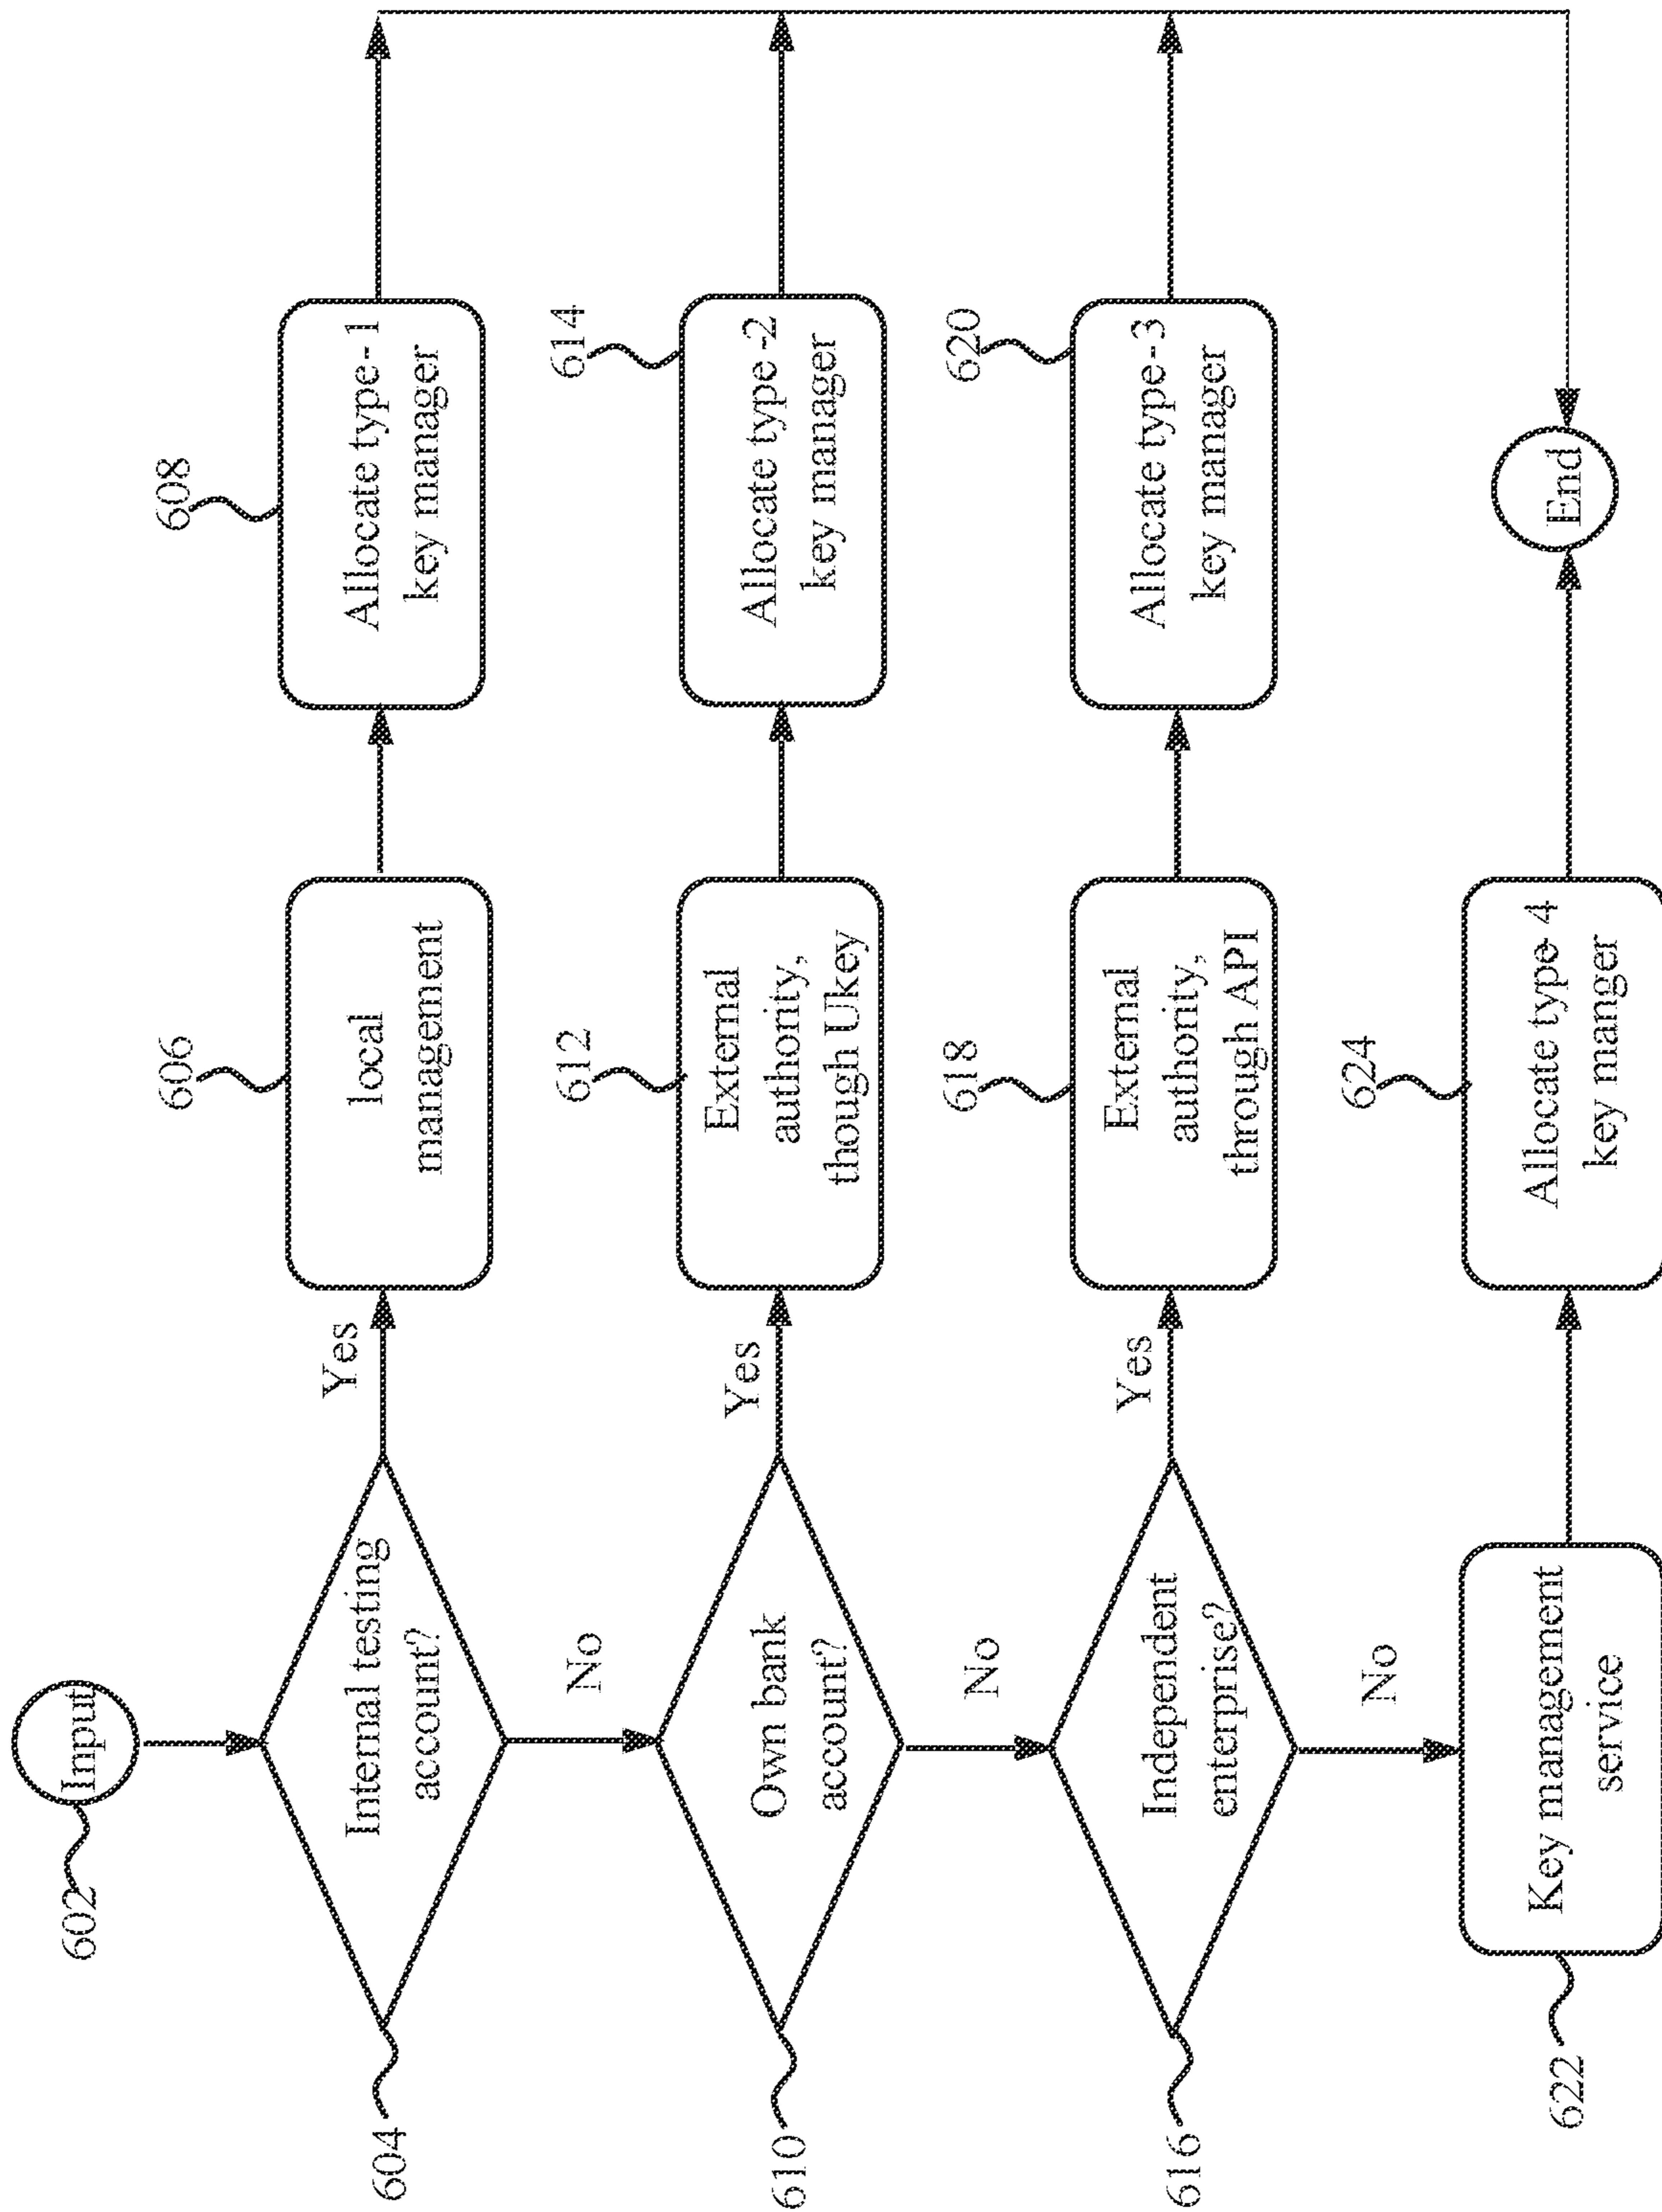 602
Input
604
Internal testing
account?
Yes
606
local
management
608
Allocate type-1
key manager
No
610
Own bank
account?
Yes
612
External
authority,
though Ukey
614
Allocate type-2
key manager
No
616
Independent
enterprise?
Yes
618
External
authority,
through API
620
Allocate type-3
key manager
No
622
Key management
service
624
Allocate type-4
key manger
End